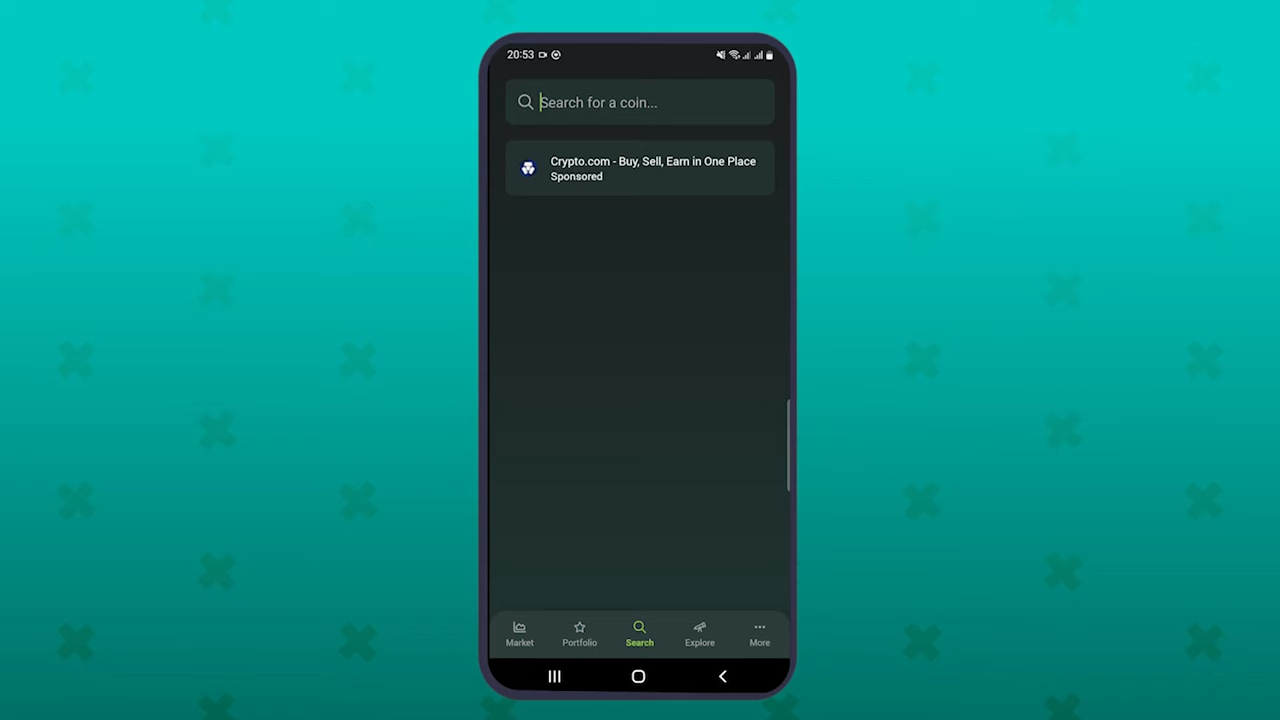 20:53
Search for a coin...
Crypto.com - Buy, Sell, Earn in One Place
Sponsored
Market
Portfolio
Search
Explore
More